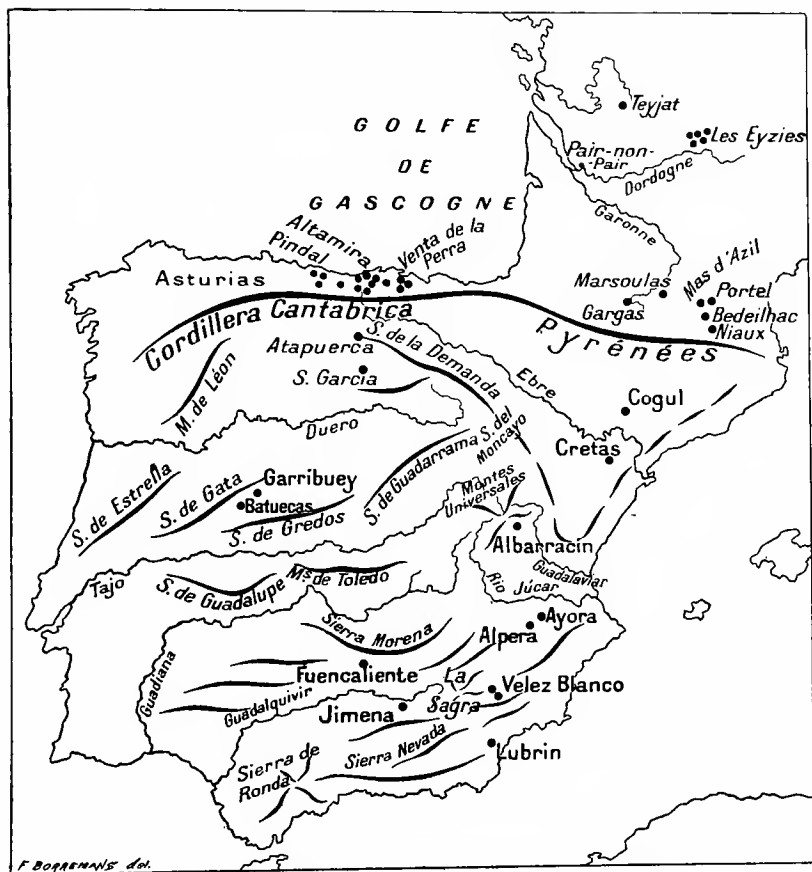 Teyjat
Les Eyzies
Pair-non-
-Pair
Dordogne
GOLFE
DE
GASCOGNE
Garonne
Altamira
Pindal
Venta de la
Perra
Asturias
Marsoulas
Gargas
Mas d'Azil
Portel
Bedeilhac
Niaux
Cordillera Cantabrica
Pyrénées
Atapuerca
S. de la Demanda
S. Garcia
M. de Léon
Ebre
Cogul
Duero
S. del
Moncayo
Cretas
S. de Guadarrama
S. de Estreña
S. de Gata
Garribuey
Batuecas
S. de Gredos
Montes
Universales
Albarracin
Tajo
S. de Guadalupe
Ms. de Toledo
Rio
Júcar
Guadalaviar
Ayora
Alpera
Sierra Morena
Fuencaliente
La
Sagra
Velez Blanco
Guadiana
Guadalquivir
Jimena
Sierra de
Ronda
Sierra Nevada
Lubrin
F BORREMANS del.